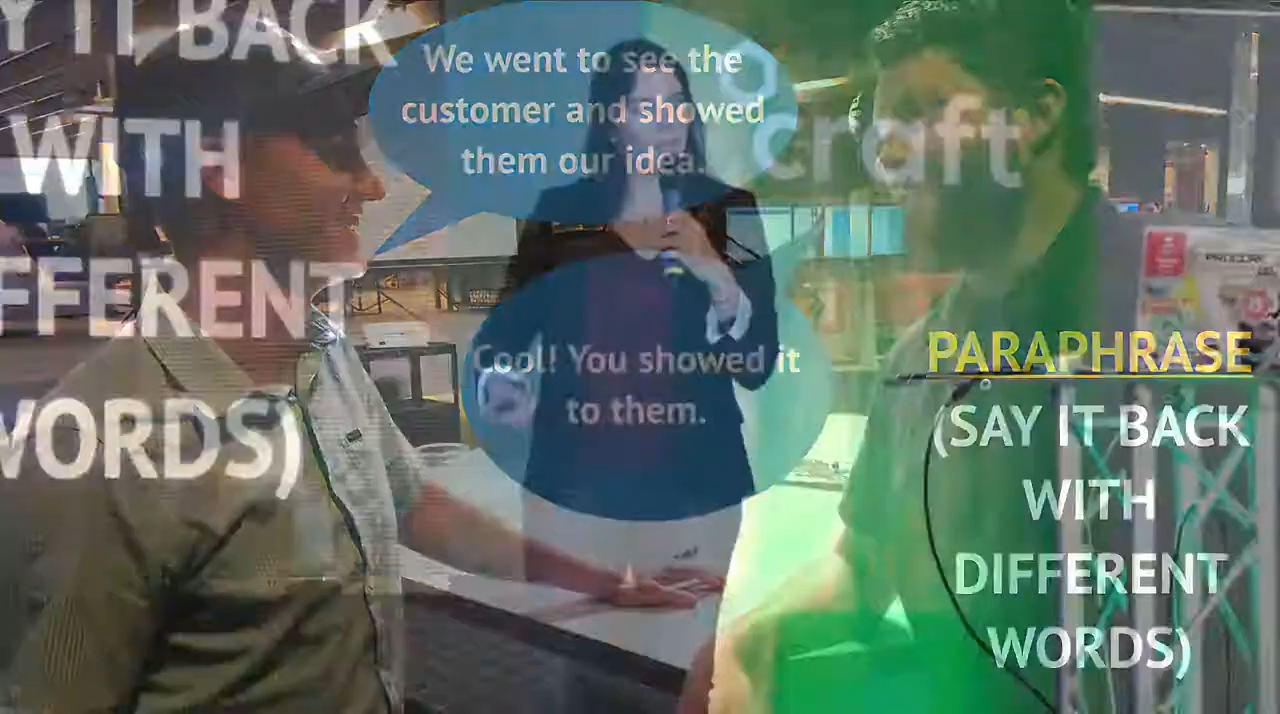 Y IT BACK
WITH
FFERENT
WORDS)
We went to see the
customer and showed
them our idea.
craft
Cool! You showed it
to them.
PARAPHRASE
(SAY IT BACK
WITH
DIFFERENT
WORDS)